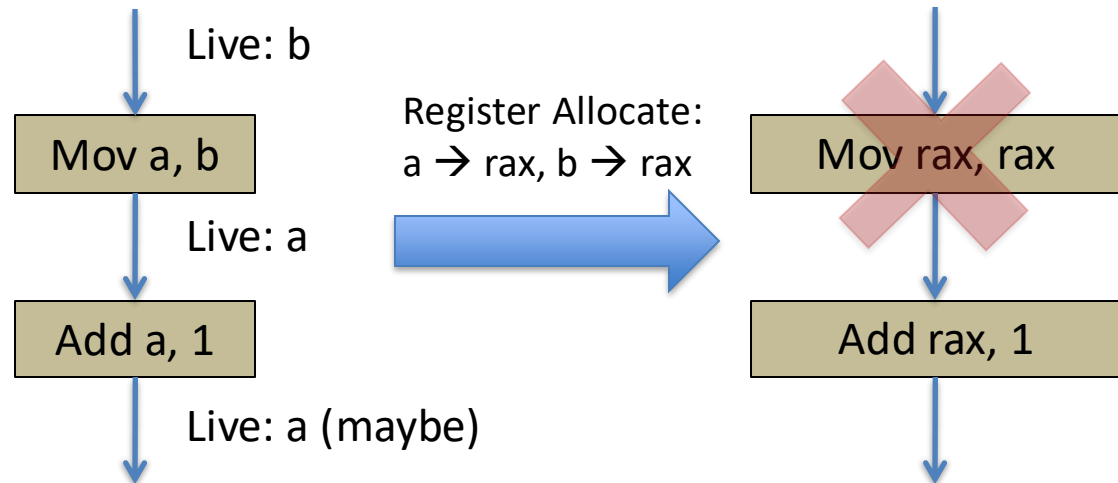 Live: b
Mov a, b
Live: a
Add a, 1
Live: a (maybe)
Register Allocate:
a → rax, b → rax
Mov rax, rax
Add rax, 1